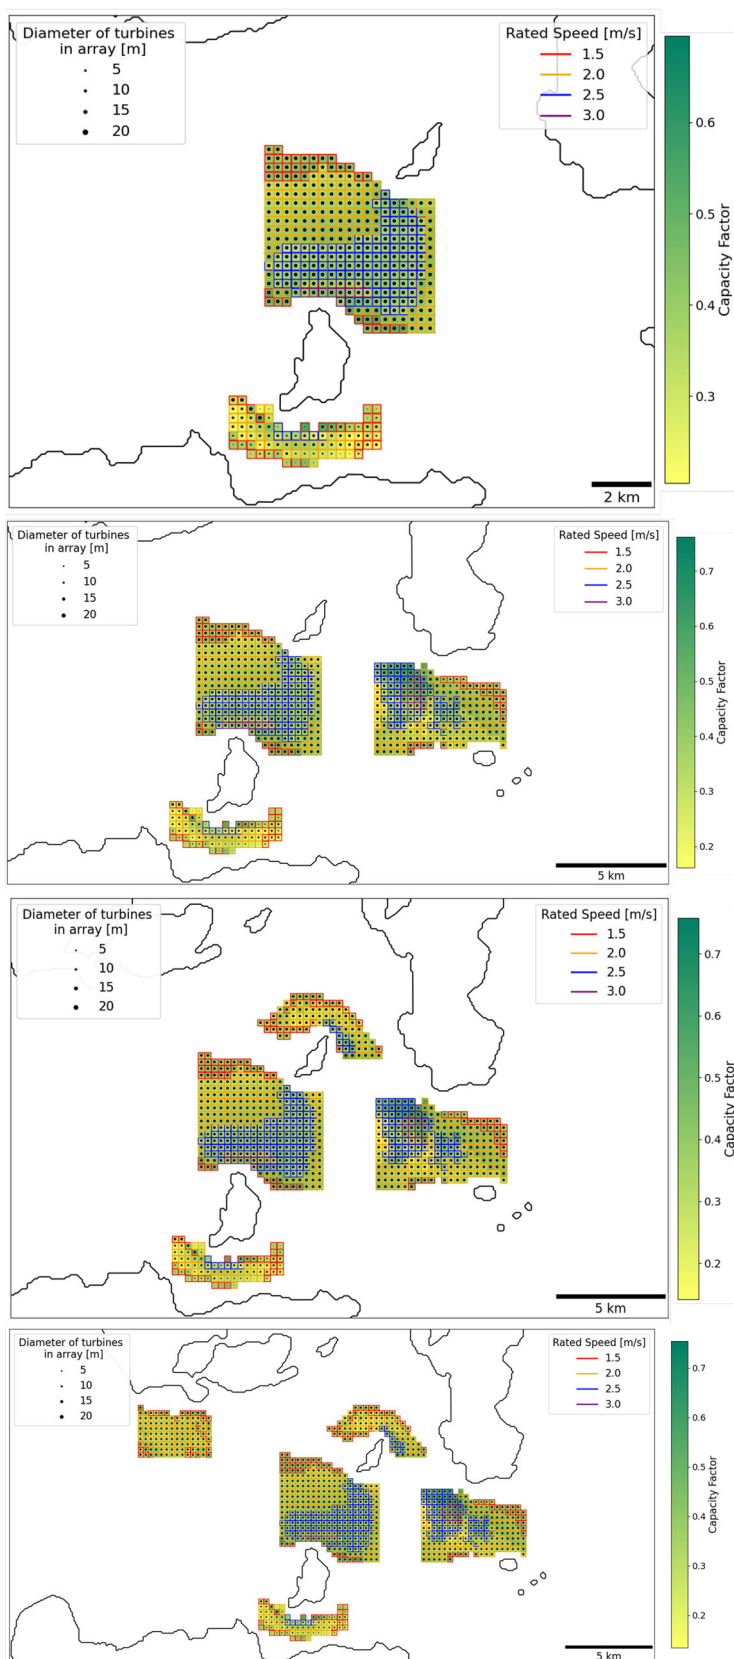 Diameter of turbines
in array [m]
5
10
15
20
Rated Speed [m/s]
1.5
2.0
2.5
3.0
0.6
0.5
0.4
0.3
Capacity Factor
2 km
Diameter of turbines
in array [m]
5
10
15
20
Rated Speed [m/s]
1.5
2.0
2.5
3.0
0.7
0.6
0.5
0.4
0.3
0.2
Capacity Factor
5 km
Diameter of turbines
in array [m]
5
10
15
20
Rated Speed [m/s]
1.5
2.0
2.5
3.0
0.7
0.6
0.5
0.4
0.3
0.2
Capacity Factor
5 km
Diameter of turbines
in array [m]
5
10
15
20
Rated Speed [m/s]
1.5
2.0
2.5
3.0
0.7
0.6
0.5
0.4
0.3
0.2
Capacity Factor
5 km